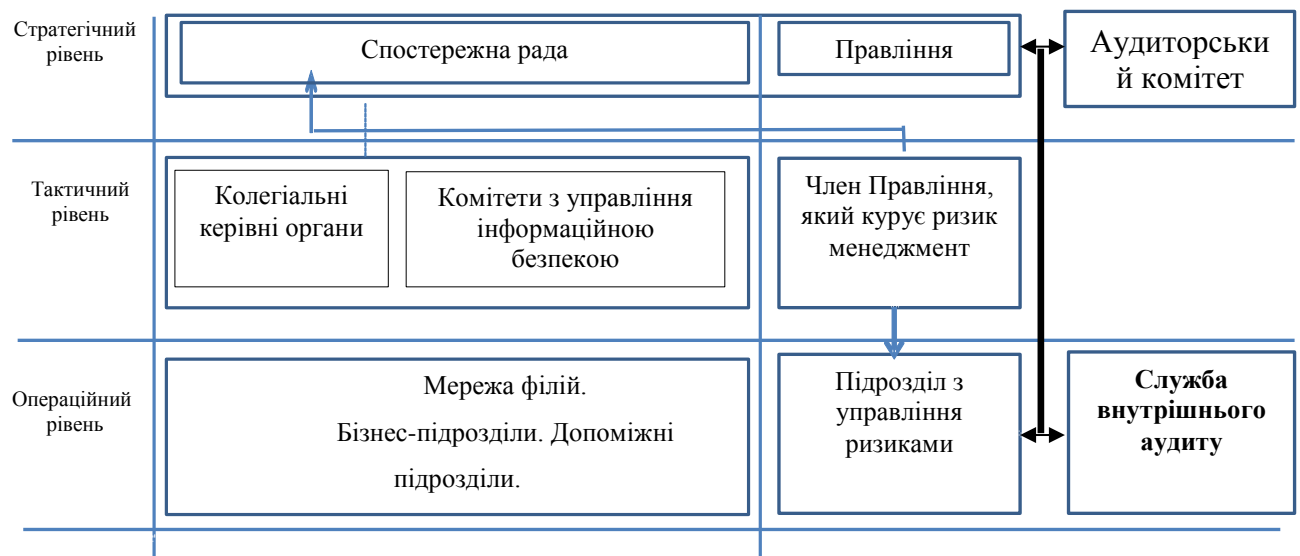 Стратегічний
рівень
Спостережна рада
Правління
Аудиторськи
й комітет
Тактичний
рівень
Колегіальні
керівні органи
Комітети з управління
інформаційною
безпекою
Член Правління,
який курує ризик
менеджмент
Операційний
рівень
Мережа філій.
Бізнес-підрозділи. Допоміжні
підрозділи.
Підрозділ з
управління
ризиками
Служба
внутрішнього
аудиту